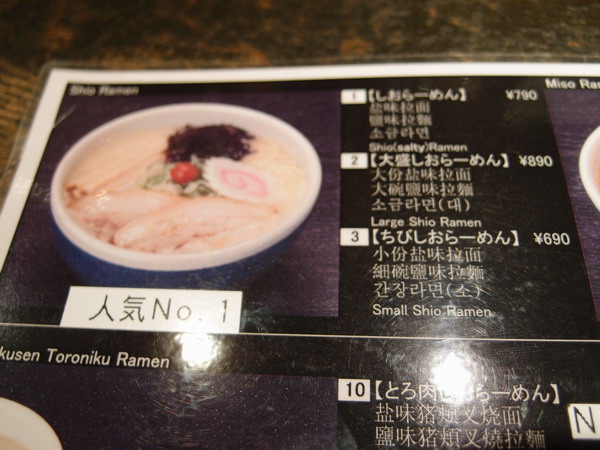 Shio Ramen
1【しおらーめん】 ¥790
盐味拉面
鹽味拉麵
소금라면
Shio(salty)Ramen
2【大盛しおらーめん】 ¥890
大份盐味拉面
大碗鹽味拉麵
소금라면(대)
Large Shio Ramen
3【ちびしおらーめん】 ¥690
小份盐味拉面
細碗鹽味拉麵
간장라면(소)
Small Shio Ramen
人気No.1
Miso Ra
kusen Toroniku Ramen
10【とろ肉しおらーめん】
盐味猪颊叉烧面
鹽味猪頬叉燒拉麵
N